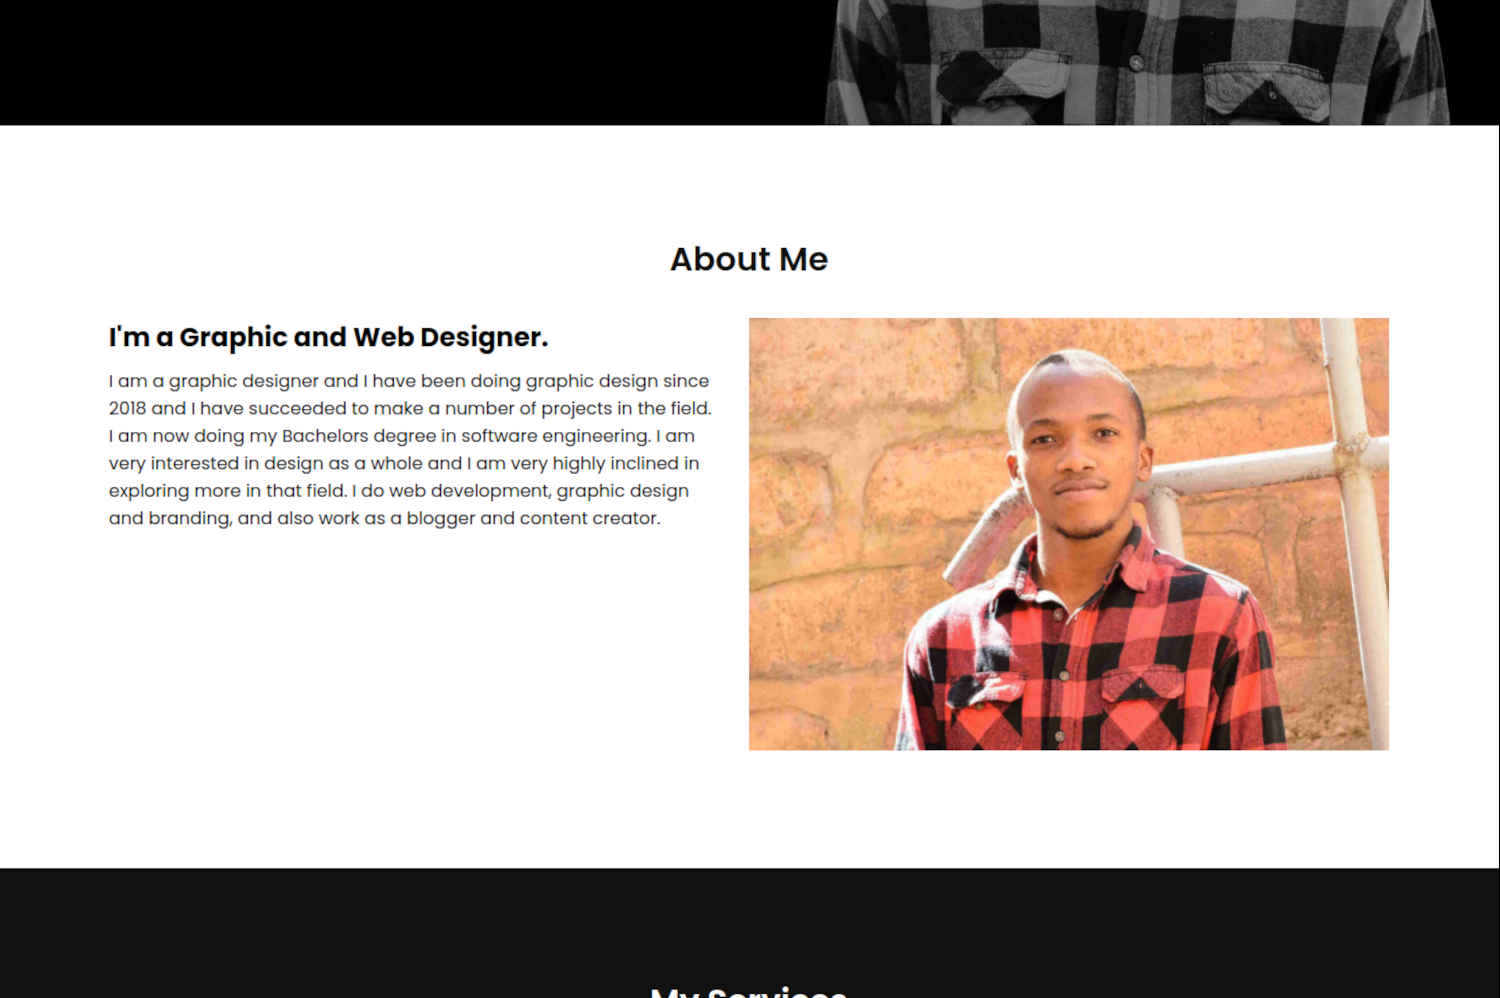 About Me
I'm a Graphic and Web Designer.
I am a graphic designer and I have been doing graphic design since
2018 and I have succeeded to make a number of projects in the field.
I am now doing my Bachelors degree in software engineering. I am
very interested in design as a whole and I am very highly inclined in
exploring more in that field. I do web development, graphic design
and branding, and also work as a blogger and content creator.
My Services